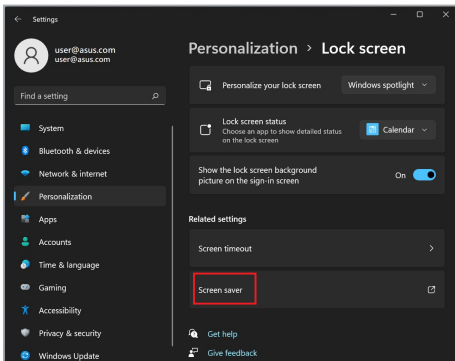 Settings
user@asus.com
user@asus.com
Find a setting
System
Bluetooth & devices
Network & internet
Personalization
Apps
Accounts
Time & language
Gaming
Accessibility
Privacy & security
Windows Update
Personalization > Lock screen
Personalize your lock screen
Windows spotlight
Lock screen status
Choose an app to show detailed status
on the lock screen
Calendar
Show the lock screen background
picture on the sign-in screen
On
Related settings
Screen timeout
Screen saver
Get help
Give feedback